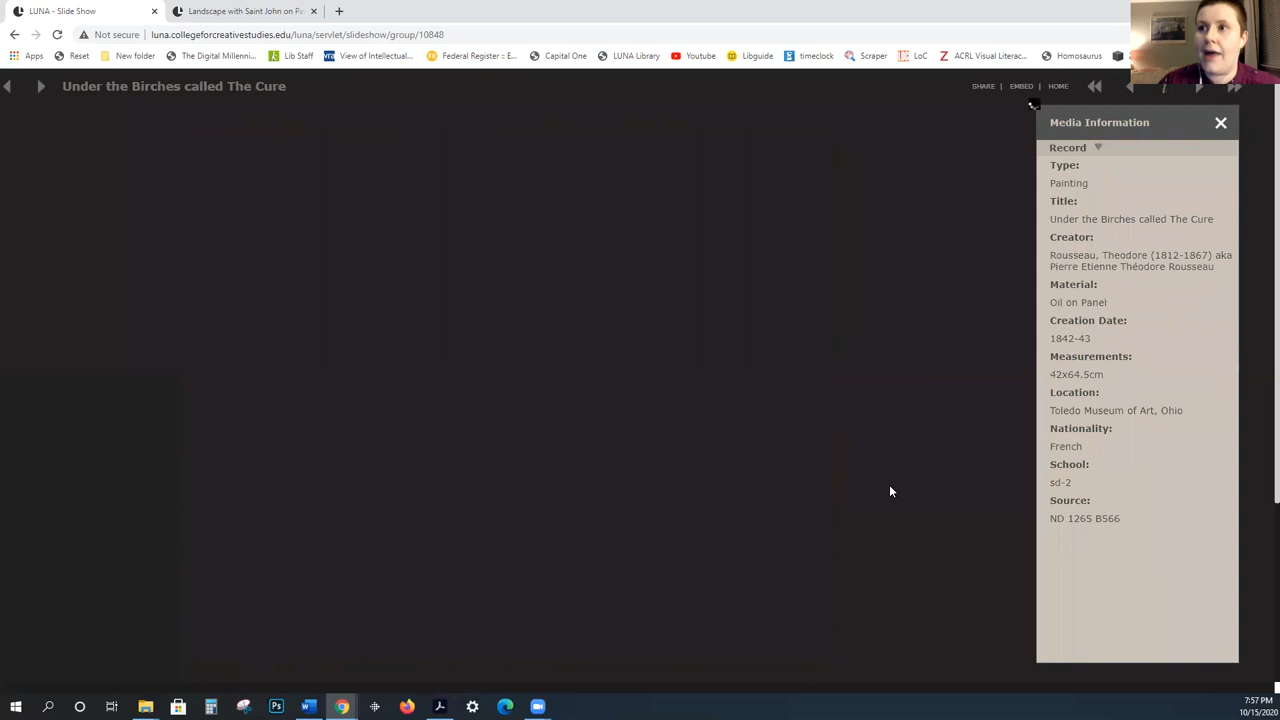 LUNA - Slide Show
Landscape with Saint John on Pa
Not secure
luna.collegeforcreativestudies.edu/luna/servlet/slideshow/group/10848
Apps
Reset
New folder
The Digital Millenni...
Lib Staff
View of Intellectual...
Federal Register :: E...
Capital One
LUNA Library
Youtube
Libguide
timeclock
Scraper
LoC
ACRL Visual Literac...
Homosaurus
Under the Birches called The Cure
SHARE | EMBED | HOME
Media Information
Record
Type:
Painting
Title:
Under the Birches called The Cure
Creator:
Rousseau, Theodore (1812-1867) aka
Pierre Etienne Théodore Rousseau
Material:
Oil on Panel
Creation Date:
1842-43
Measurements:
42x64.5cm
Location:
Toledo Museum of Art, Ohio
Nationality:
French
School:
sd-2
Source:
ND 1265 B566
7:57 PM
10/15/2020